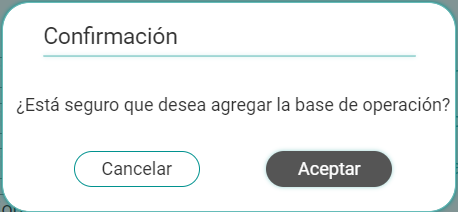 Confirmación
¿Está seguro que desea agregar la base de operación?
Cancelar
Aceptar